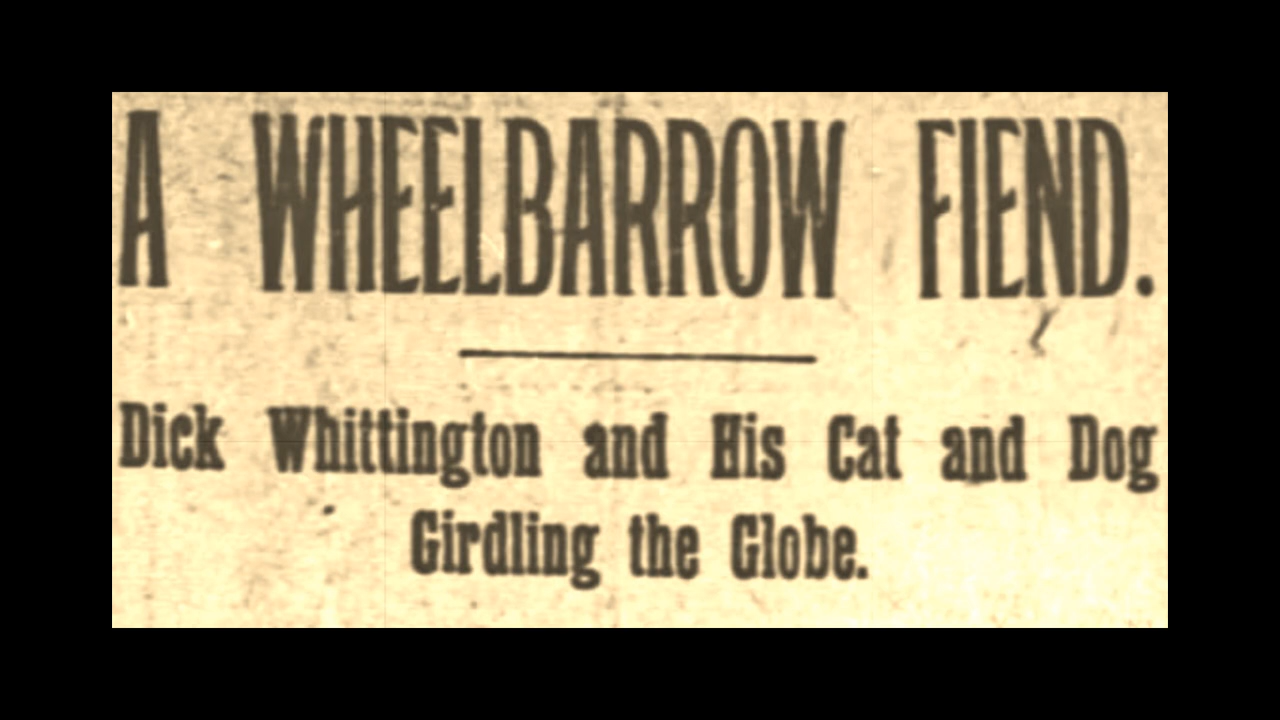 A WHEELBARROW FIEND.
Dick Whittington and His Cat and Dog
Girdling the Globe.